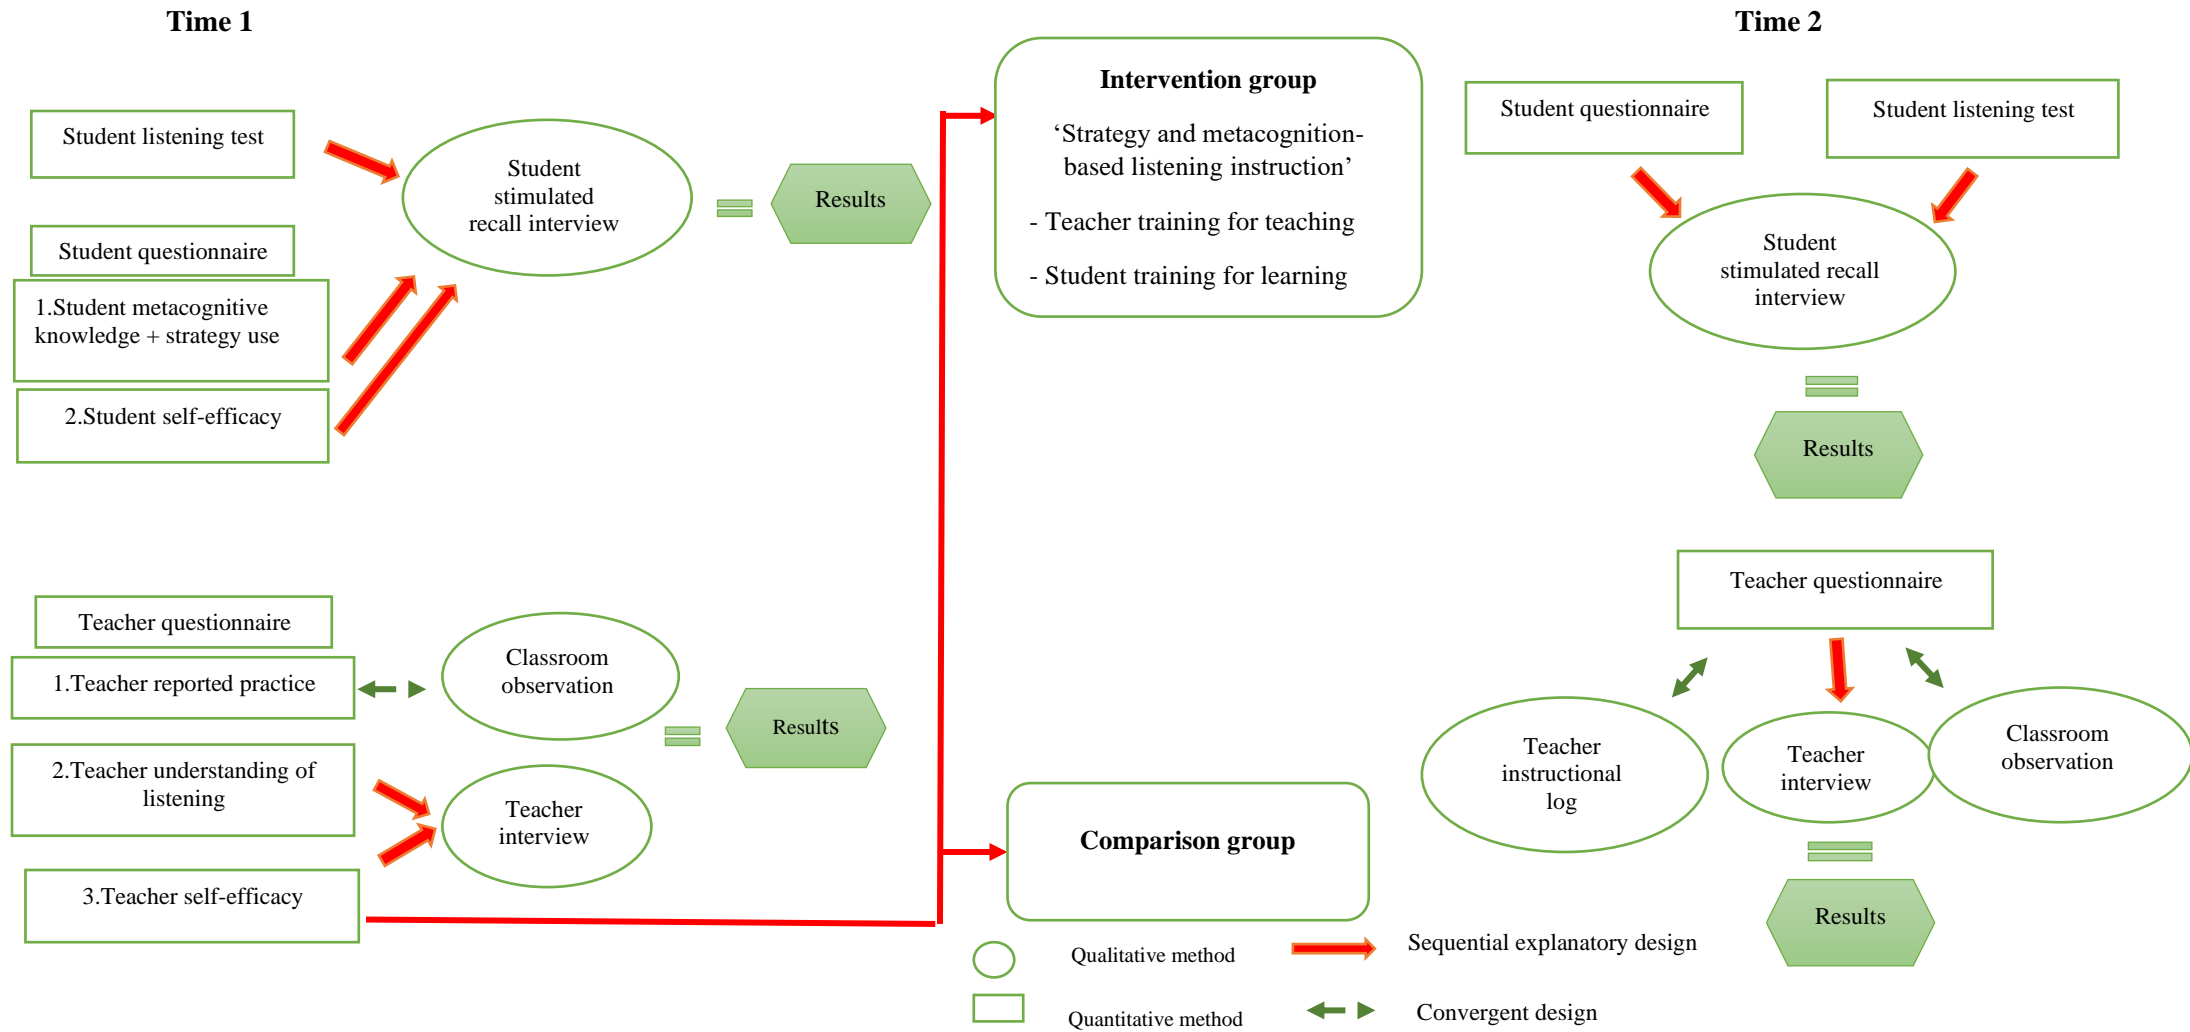 Time 1
Student listening test
Student questionnaire
1.Student metacognitive
knowledge + strategy use
2.Student self-efficacy
Student
stimulated
recall interview
Results
Teacher questionnaire
1.Teacher reported practice
2.Teacher understanding of
listening
3.Teacher self-efficacy
Classroom
observation
Teacher
interview
Results
Intervention group
‘Strategy and metacognition-
based listening instruction’
- Teacher training for teaching
- Student training for learning
Comparison group
Time 2
Student questionnaire
Student listening test
Student
stimulated recall
interview
Results
Teacher questionnaire
Teacher
instructional
log
Teacher
interview
Classroom
observation
Results
Qualitative method
Sequential explanatory design
Quantitative method
Convergent design